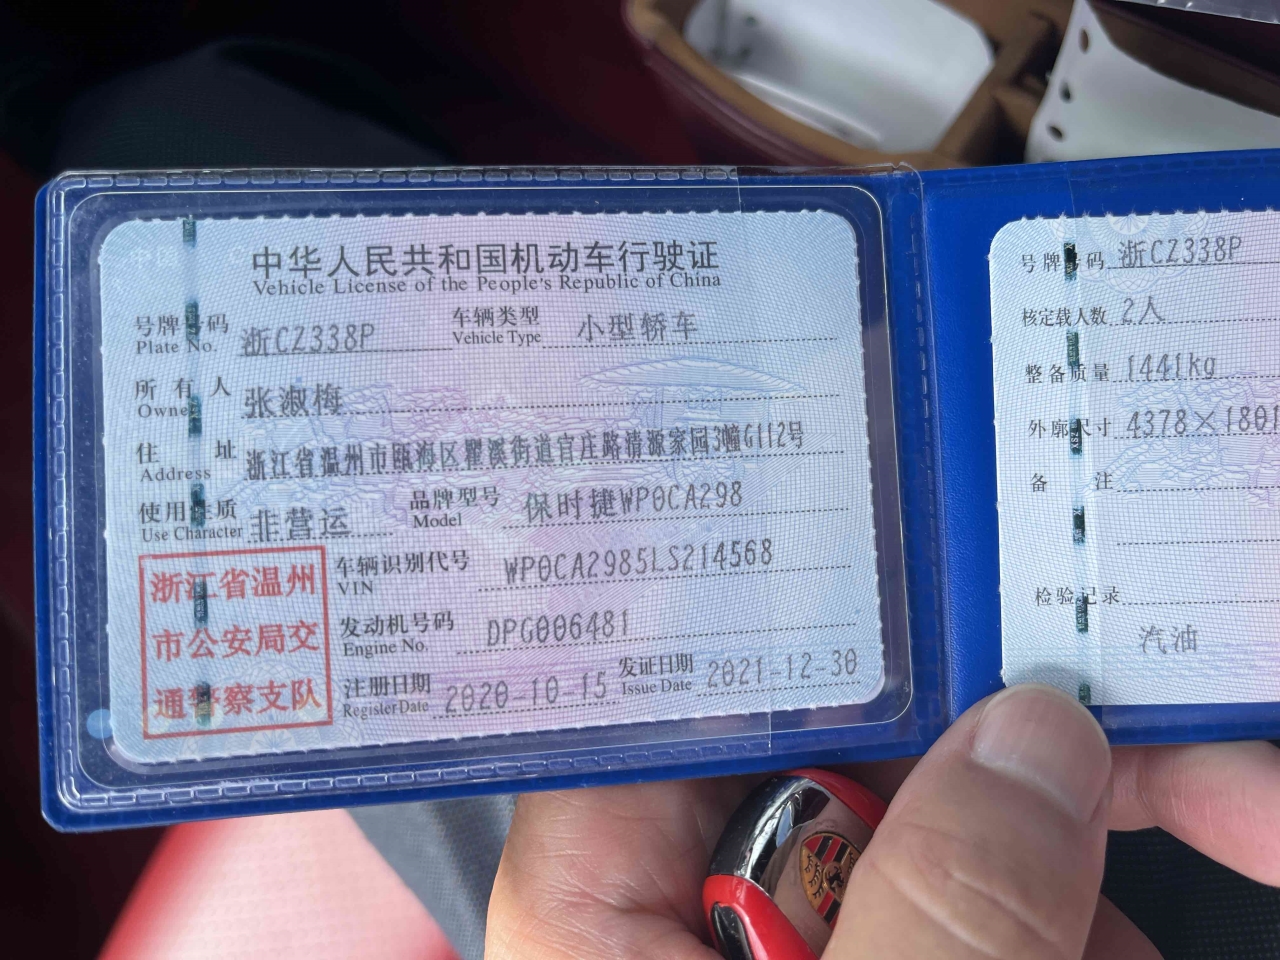 中华人民共和国机动车行驶证
Vehicle License of the People's Republic of China
号牌号码 浙CZ338P 车辆类型 小型轿车
Plate No. Vehicle Type
所有人 张淑梅
Owner
住址 浙江省温州市瓯海区瞿溪街道官庄路清源家园3幢G112号
Address
使用性质 非营运 品牌型号 保时捷WP0CA298
Use Character Model
浙江省温州
市公安局交
通警察支队
车辆识别代号 WP0CA2985LS214568
VIN
发动机号码 DPG006481
Engine No.
注册日期 2020-10-15 发证日期 2021-12-30
Register Date Issue Date
号牌号码 浙CZ338P
核定载人数 2人
整备质量 1441kg
外廓尺寸 4378×1801
备注
检验记录
汽油